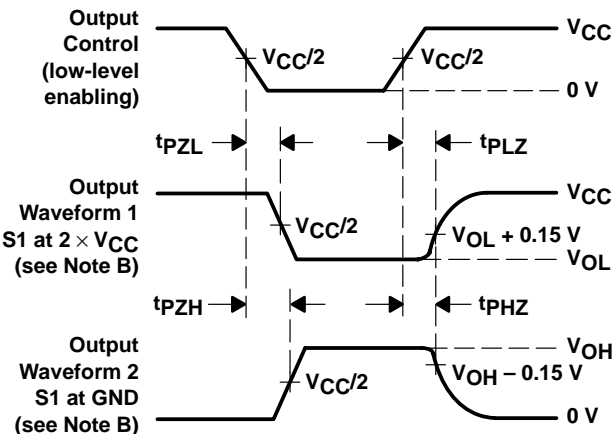 Output
Control
(low-level
enabling)
VCC/2
VCC/2
VCC
0 V
tPZL
tPLZ
Output
Waveform 1
S1 at 2 × VCC
(see Note B)
VCC/2
VCC
VOL + 0.15 V
VOL
tPZH
tPHZ
Output
Waveform 2
S1 at GND
(see Note B)
VCC/2
VOH
VOH – 0.15 V
0 V